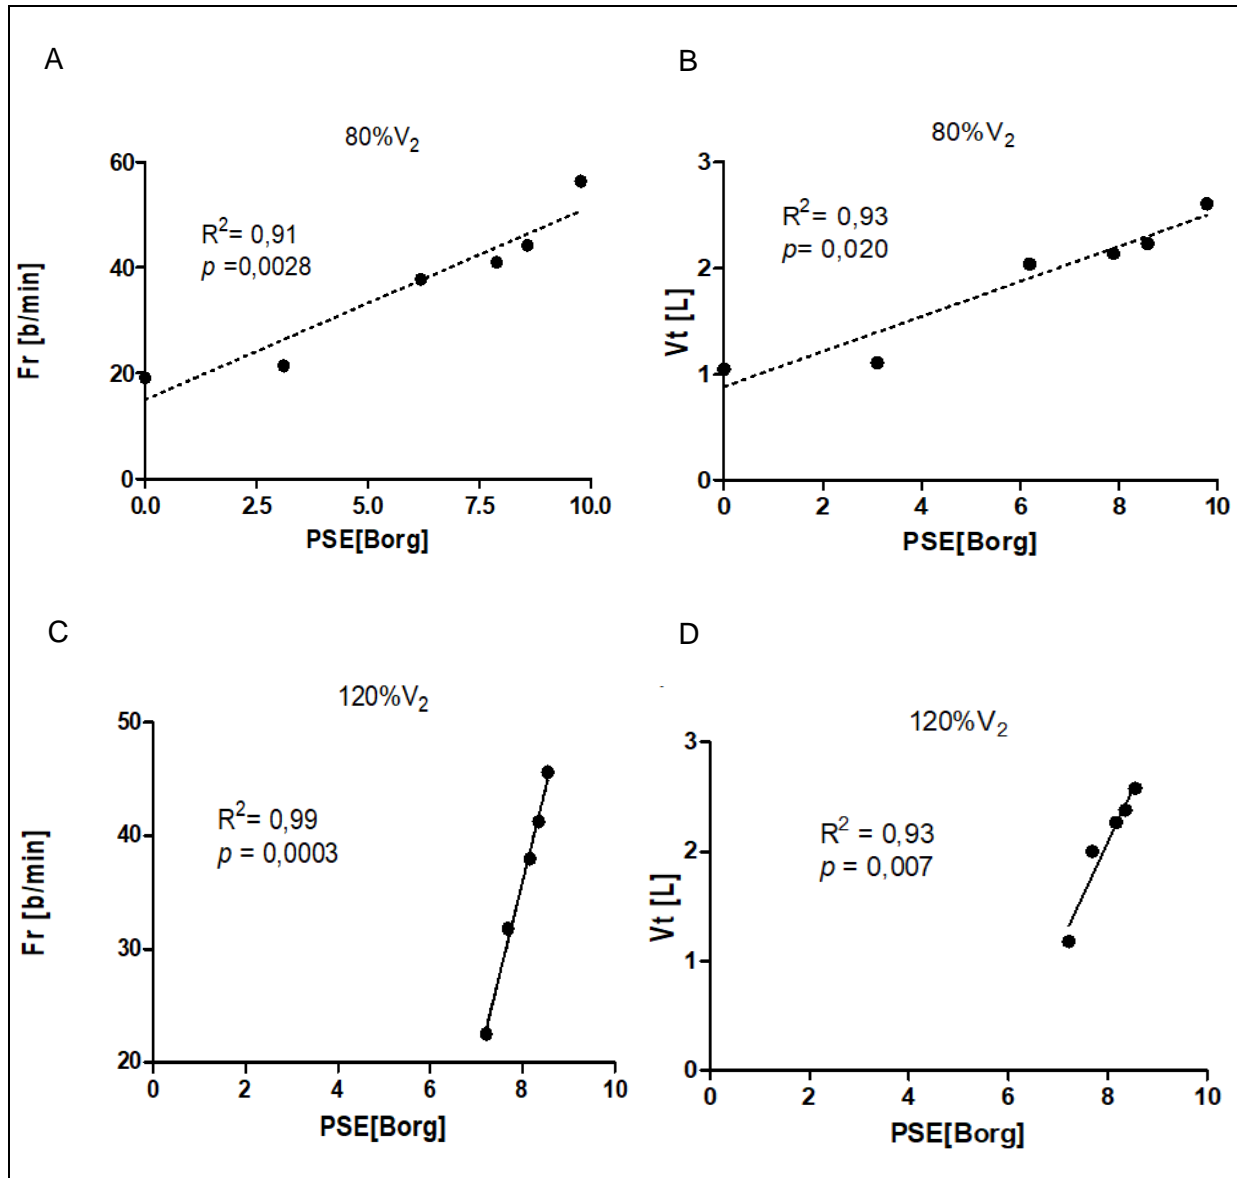 A
80%V2
60
40
20
0
Fr [b/min]
R2= 0,91
p =0,0028
0.0 2.5 5.0 7.5 10.0
PSE[Borg]
B
80%V2
3
2
1
0
Vt [L]
R2= 0,93
p= 0,020
0 2 4 6 8 10
PSE[Borg]
C
120%V2
50
40
30
20
Fr [b/min]
R2= 0,99
p = 0,0003
0 2 4 6 8 10
PSE[Borg]
D
120%V2
3
2
1
0
Vt [L]
R2 = 0,93
p = 0,007
0 2 4 6 8 10
PSE[Borg]